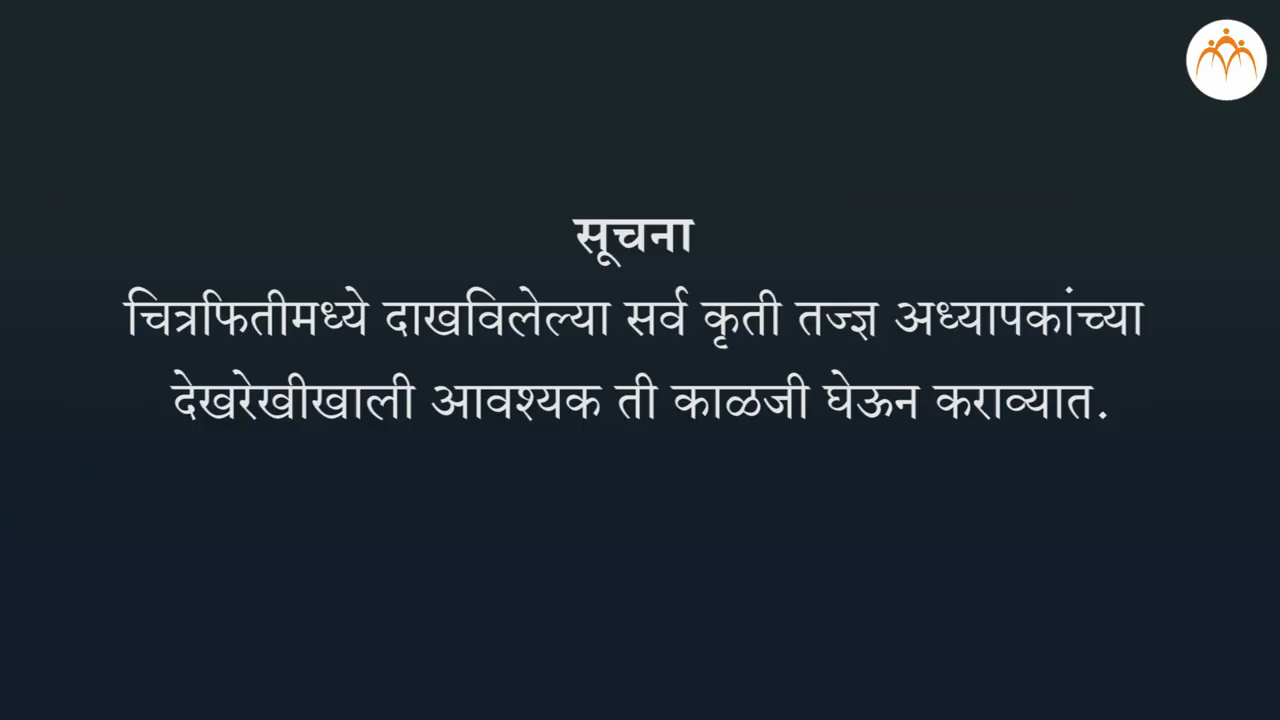 सूचना
चित्रफितीमध्ये दाखविलेल्या सर्व कृती तज्ज्ञ अध्यापकांच्या
देखरेखीखाली आवश्यक ती काळजी घेऊन कराव्यात.